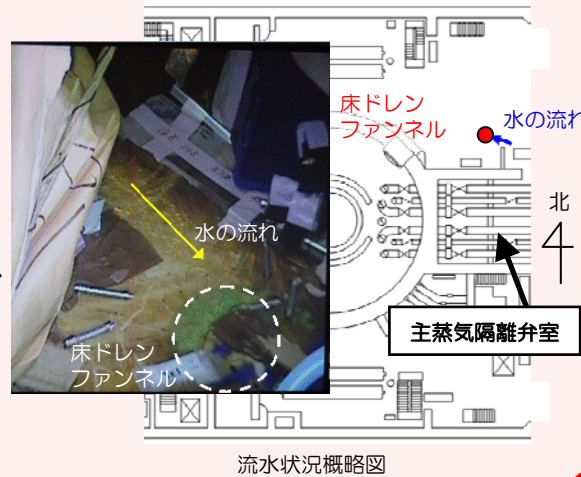 床ドレン
ファンネル
水の流れ
北
水の流れ
主蒸気隔離弁室
床ドレン
ファンネル
流水状況概略図